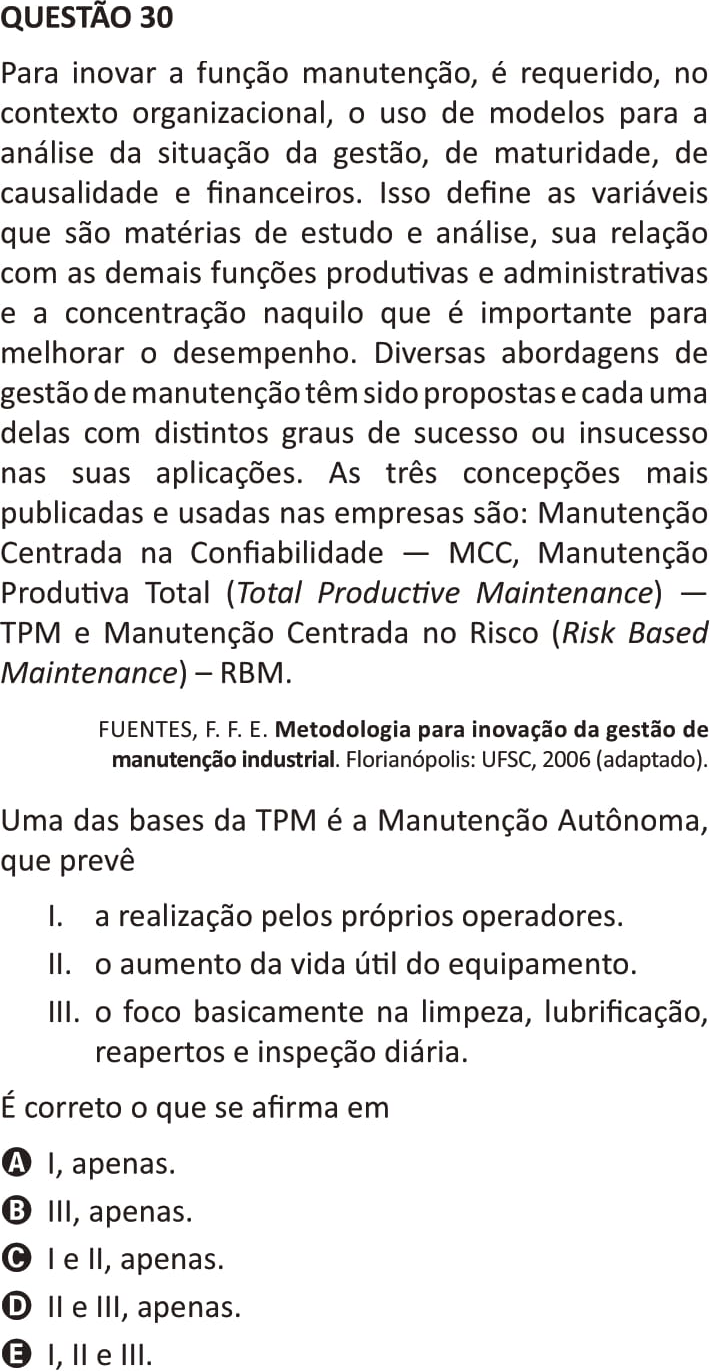 QUESTÃO 30
Para inovar a função manutenção, é requerido, no
contexto organizacional, o uso de modelos para a
análise da situação da gestão, de maturidade, de
causalidade e financeiros. Isso define as variáveis
que são matérias de estudo e análise, sua relação
com as demais funções produtivas e administrativas
e a concentração naquilo que é importante para
melhorar o desempenho. Diversas abordagens de
gestão de manutenção têm sido propostas e cada uma
delas com distintos graus de sucesso ou insucesso
nas suas aplicações. As três concepções mais
publicadas e usadas nas empresas são: Manutenção
Centrada na Confiabilidade — MCC, Manutenção
Produtiva Total (Total Productive Maintenance) —
TPM e Manutenção Centrada no Risco (Risk Based
Maintenance) – RBM.
FUENTES, F. F. E. Metodologia para inovação da gestão de
manutenção industrial. Florianópolis: UFSC, 2006 (adaptado).
Uma das bases da TPM é a Manutenção Autônoma,
que prevê
I. a realização pelos próprios operadores.
II. o aumento da vida útil do equipamento.
III. o foco basicamente na limpeza, lubrificação,
reapertos e inspeção diária.
É correto o que se afirma em
A I, apenas.
B III, apenas.
C I e II, apenas.
D II e III, apenas.
E I, II e III.